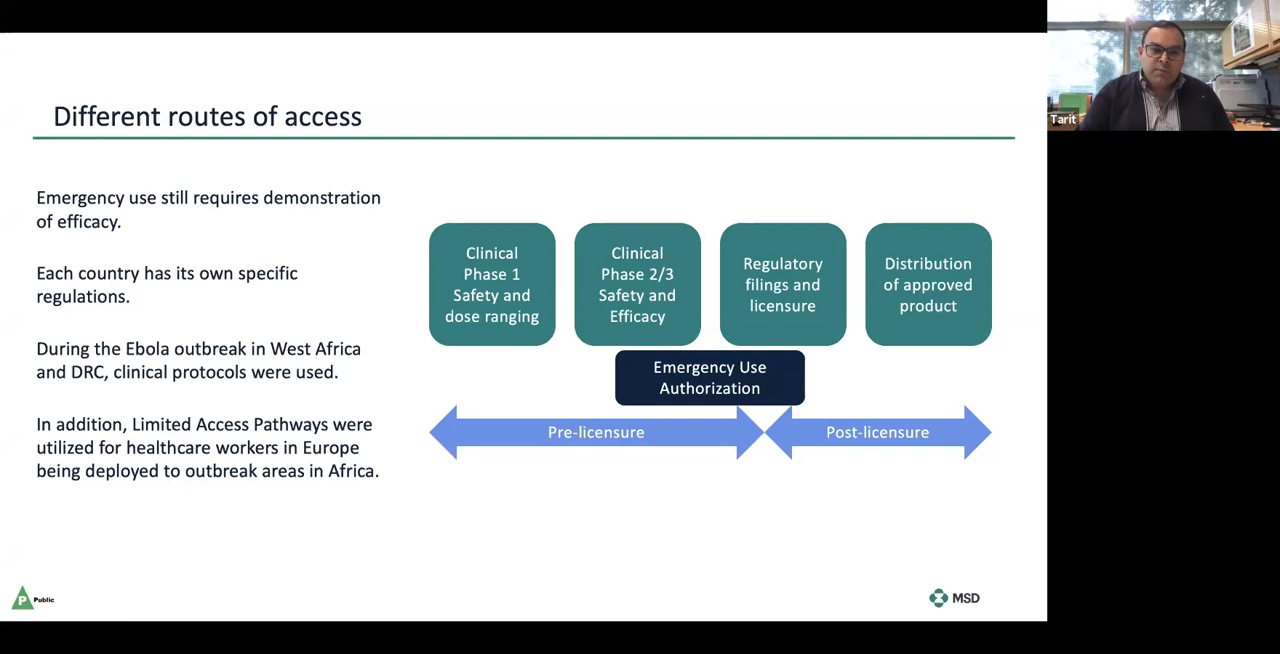 Different routes of access
Emergency use still requires demonstration
of efficacy.
Each country has its own specific
regulations.
During the Ebola outbreak in West Africa
and DRC, clinical protocols were used.
In addition, Limited Access Pathways were
utilized for healthcare workers in Europe
being deployed to outbreak areas in Africa.
Clinical
Phase 1
Safety and
dose ranging
Clinical
Phase 2/3
Safety and
Efficacy
Regulatory
filings and
licensure
Distribution
of approved
product
Emergency Use
Authorization
Pre-licensure
Post-licensure
P
Public
MSD
Tarit